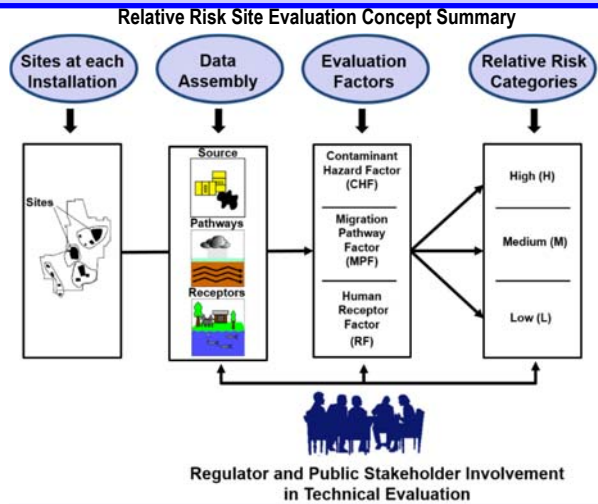 Relative Risk Site Evaluation Concept Summary
Sites at each
Installation
Data
Assembly
Evaluation
Factors
Relative Risk
Categories
Sites
Source
Pathways
Receptors
Contaminant
Hazard Factor
(CHF)
Migration
Pathway
Factor
(MPF)
Human
Receptor
Factor
(RF)
High (H)
Medium (M)
Low (L)
Regulator and Public Stakeholder Involvement
in Technical Evaluation